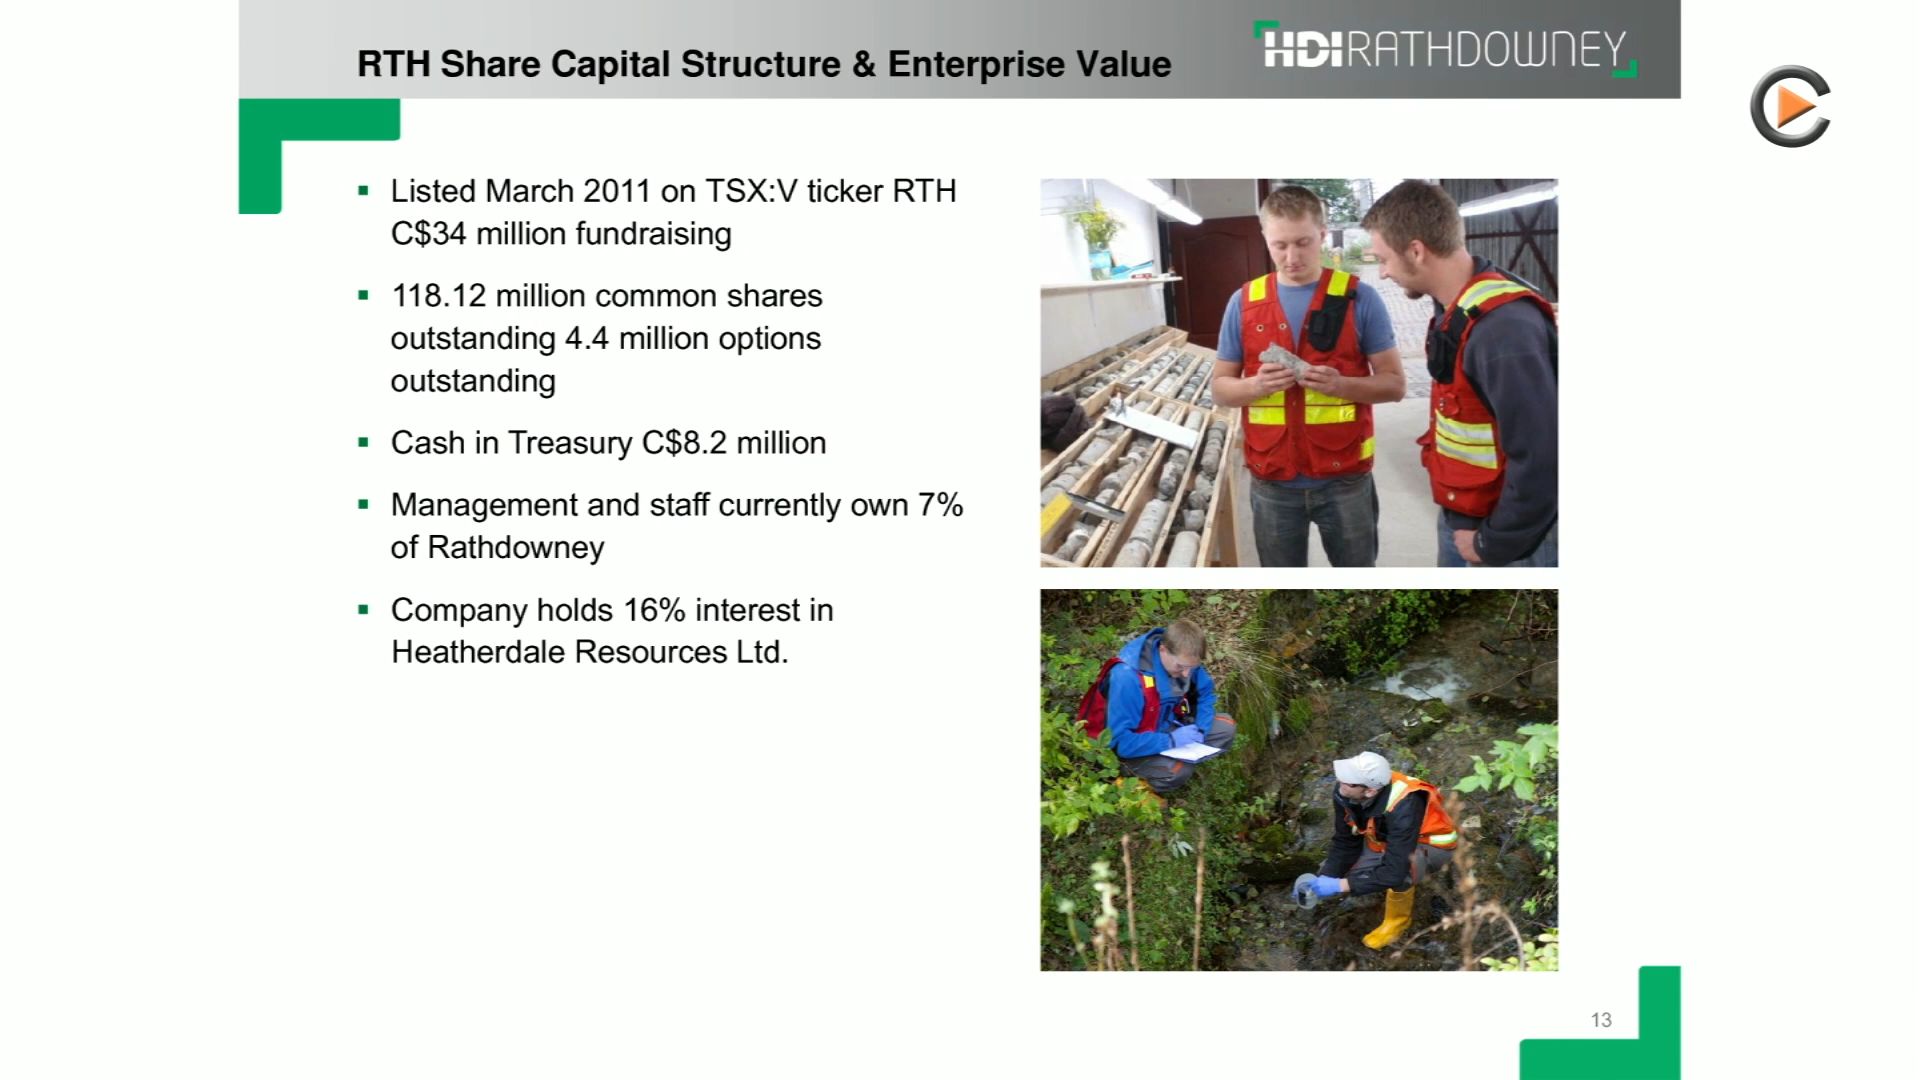 RTH Share Capital Structure & Enterprise Value
HDIRATHDOWNEY
▪ Listed March 2011 on TSX:V ticker RTH
C$34 million fundraising
▪ 118.12 million common shares
outstanding 4.4 million options
outstanding
▪ Cash in Treasury C$8.2 million
▪ Management and staff currently own 7%
of Rathdowney
▪ Company holds 16% interest in
Heatherdale Resources Ltd.
13